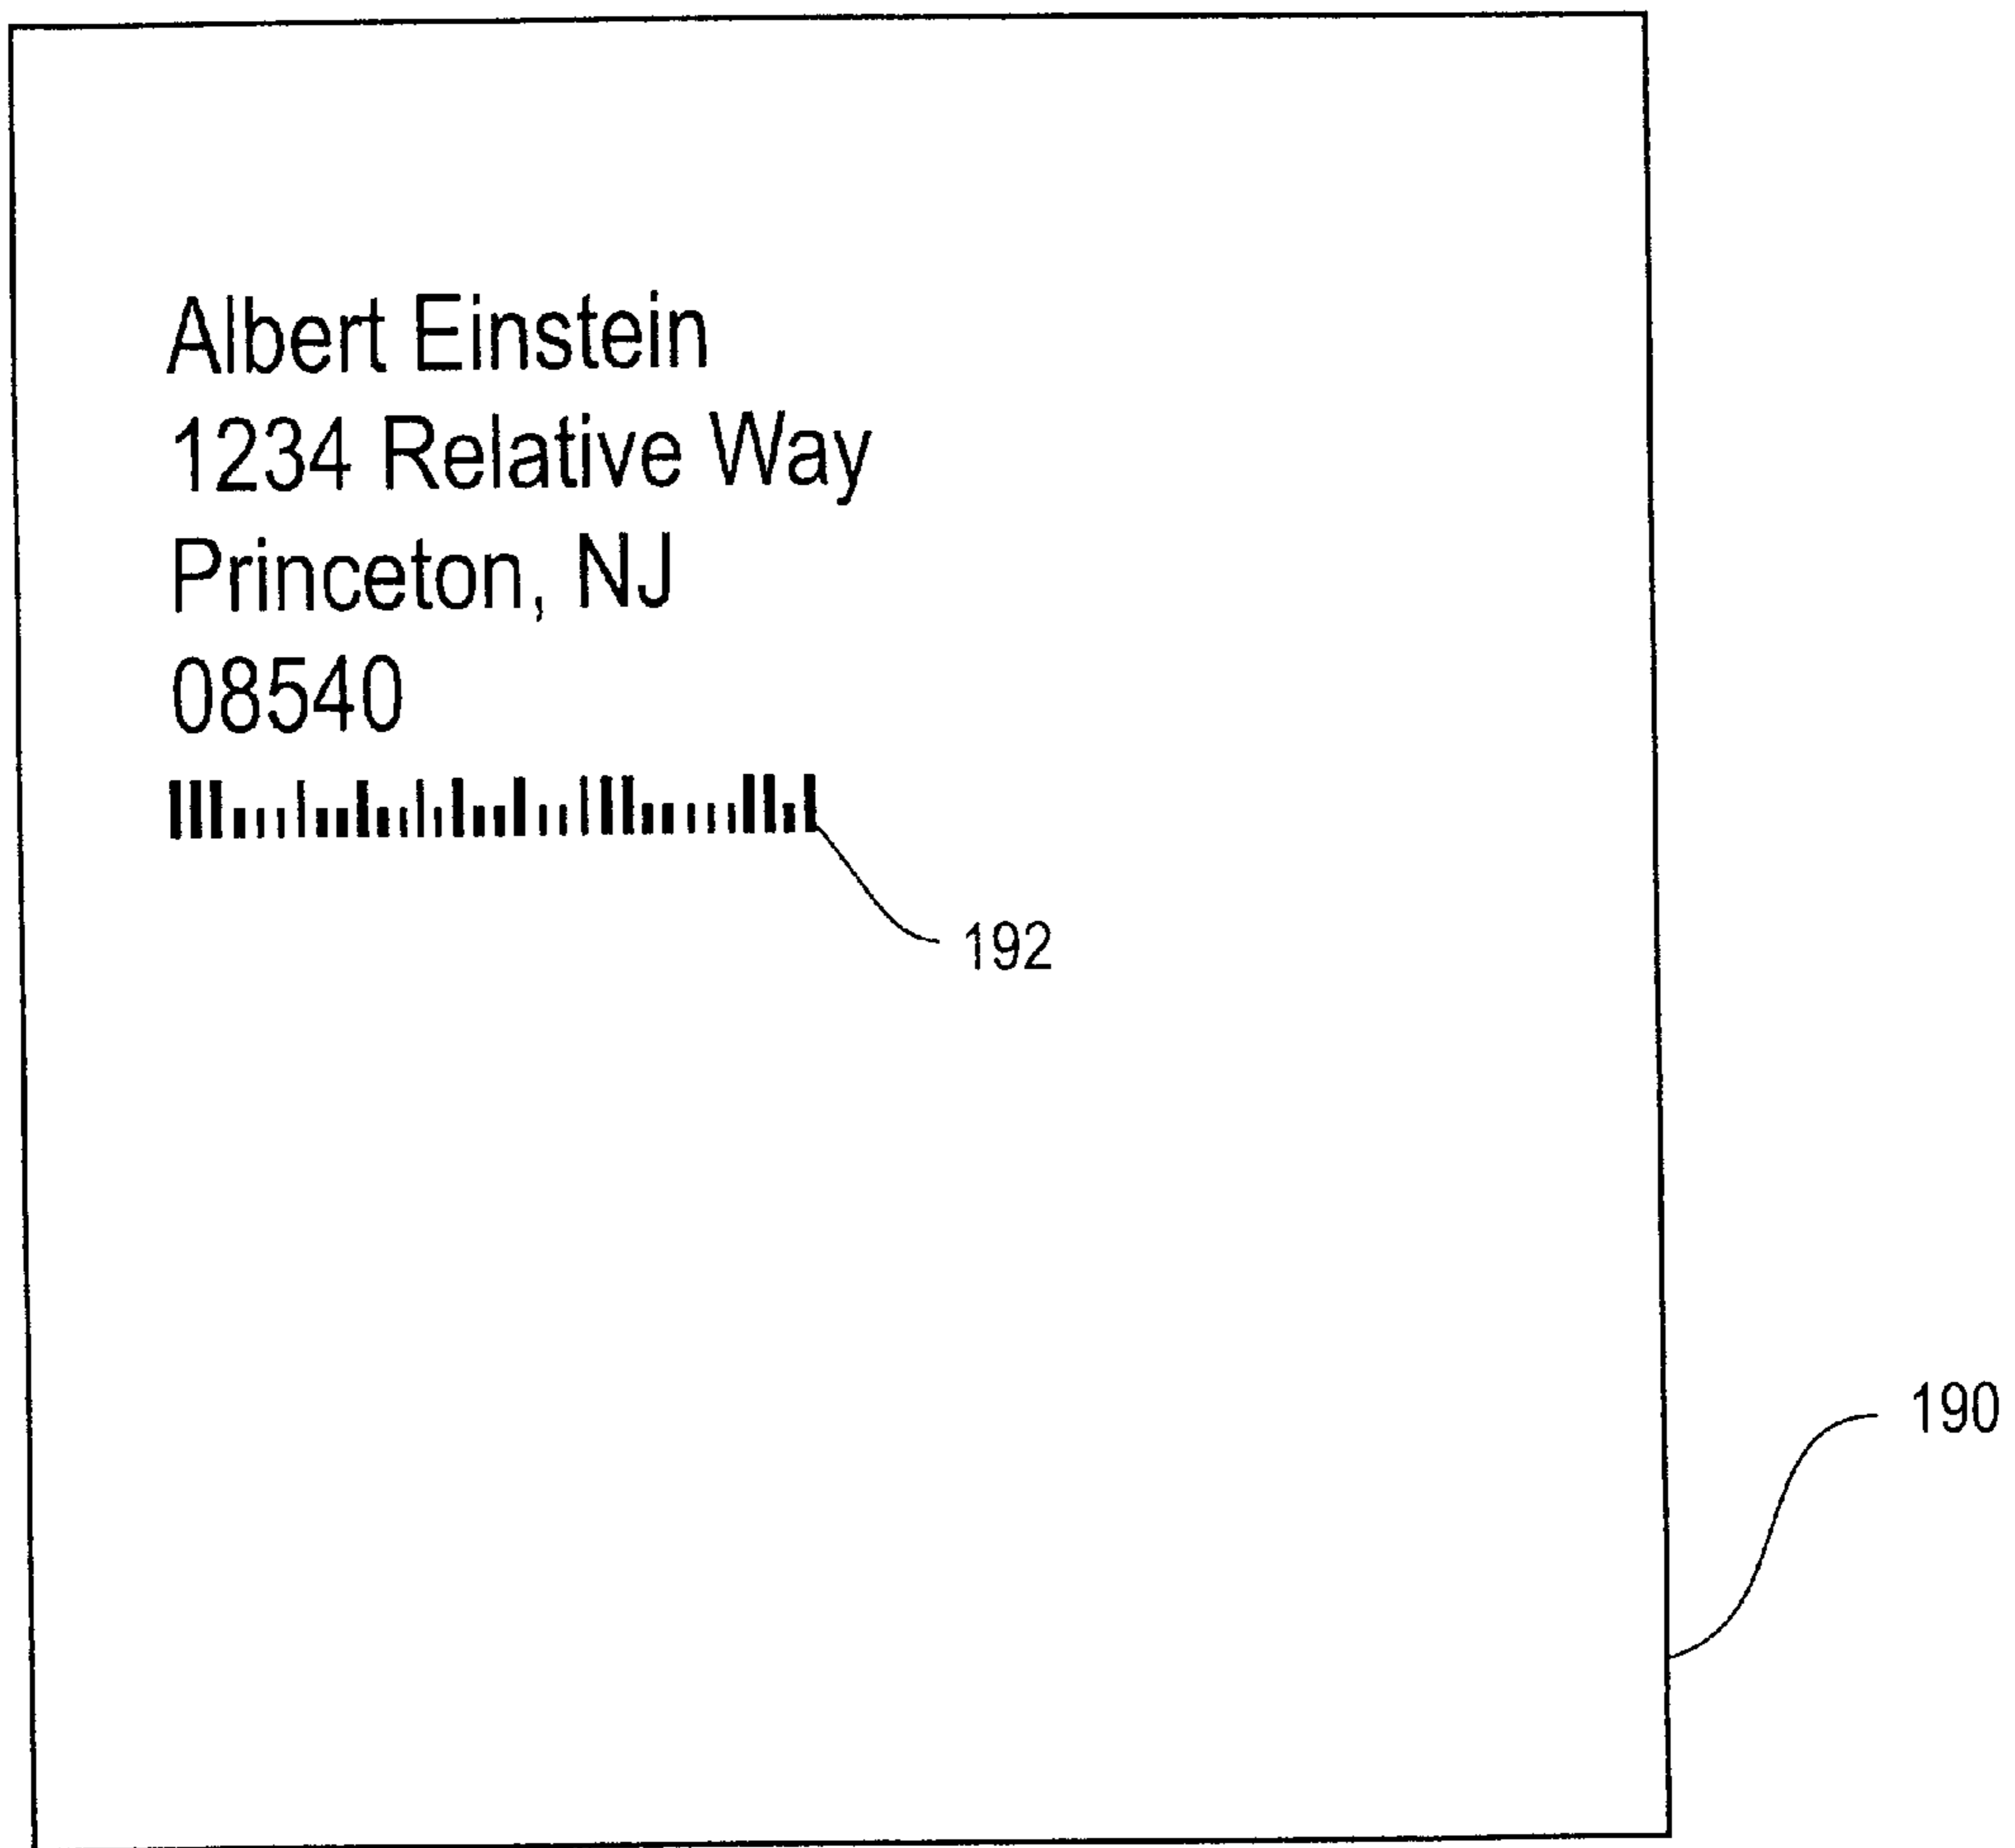 Albert Einstein
1234 Relative Way
Princeton, NJ
08540
192
190